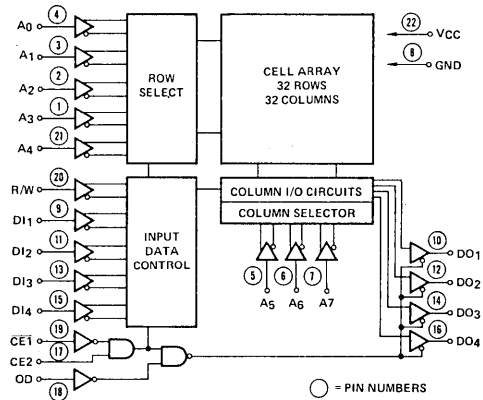 4
A0
3
A1
2
A2
1
A3
21
A4
ROW
SELECT
CELL ARRAY
32 ROWS
32 COLUMNS
22
VCC
8
GND
20
R/W
9
DI1
11
DI2
13
DI3
15
DI4
INPUT
DATA
CONTROL
COLUMN I/O CIRCUITS
COLUMN SELECTOR
5
6
7
A5
A6
A7
10
DO1
12
DO2
14
DO3
16
DO4
19
CE1
17
CE2
OD
18
= PIN NUMBERS